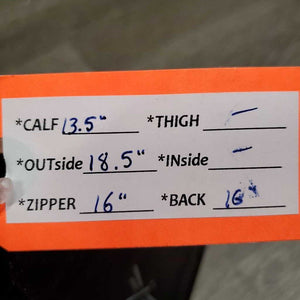 *CALF 13.5" *THIGH —
*OUTside 18.5" *INside —
*ZIPPER 16" *BACK 16"